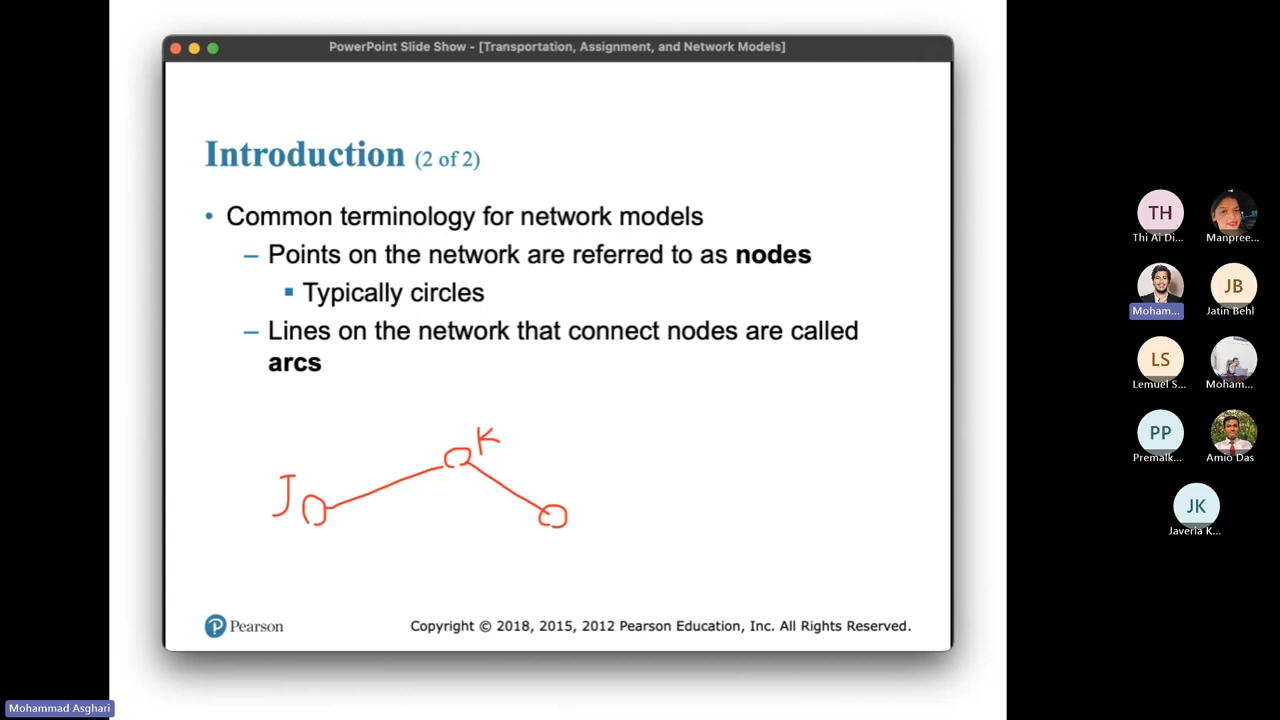 PowerPoint Slide Show - [Transportation, Assignment, and Network Models]
Introduction (2 of 2)
• Common terminology for network models
– Points on the network are referred to as nodes
▪ Typically circles
– Lines on the network that connect nodes are called
arcs
K
J
Pearson
Copyright © 2018, 2015, 2012 Pearson Education, Inc. All Rights Reserved.
TH
Thi Ai Di...
Manpree...
Moham...
JB
Jatin Behl
LS
Lemuel S...
Moham...
PP
Premalk...
Amio Das
JK
Javeria K...
Mohammad Asghari